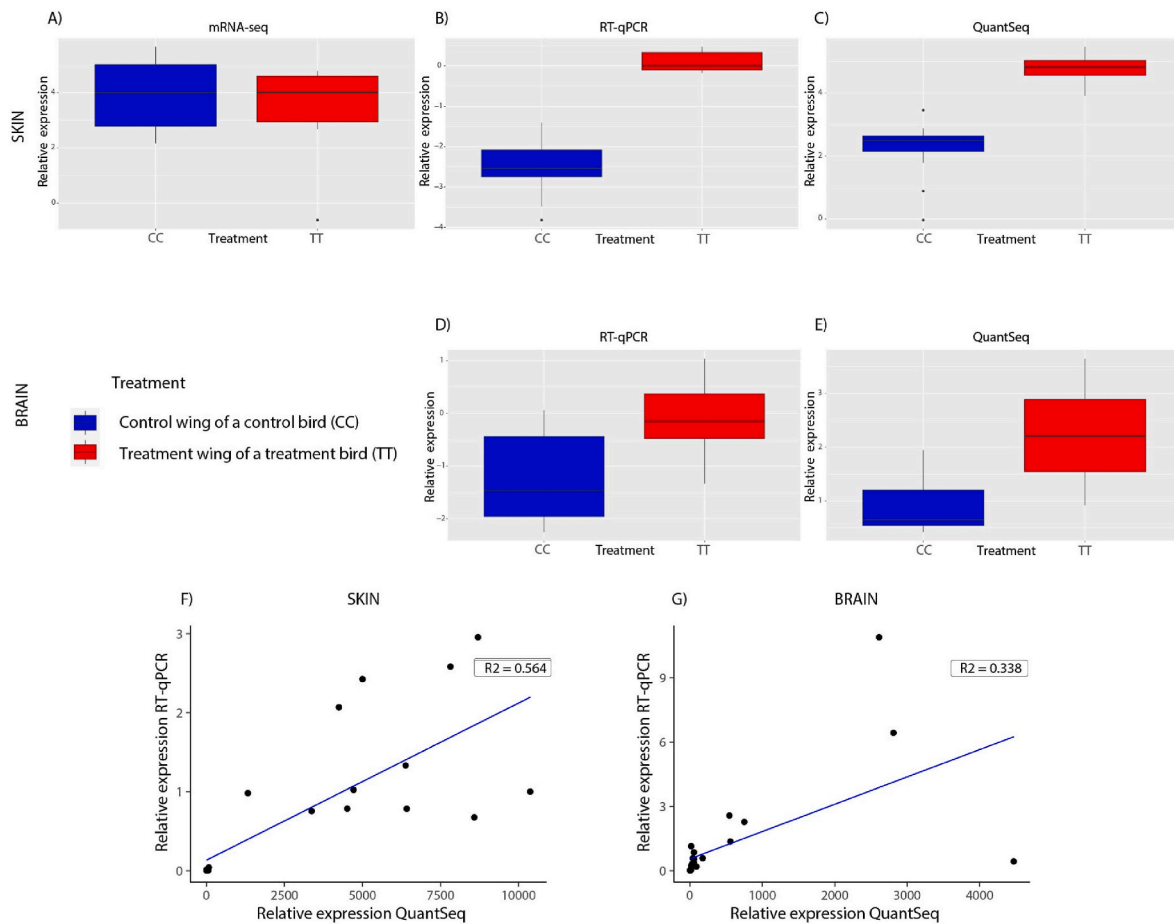 A)
mRNA-seq
B)
RT-qPCR
C)
QuantSeq
SKIN
Relative expression
4
2
0
CC Treatment TT
Relative expression
0
−1
−2
−3
−4
CC Treatment TT
Relative expression
4
2
0
CC Treatment TT
BRAIN
Treatment
Control wing of a control bird (CC)
Treatment wing of a treatment bird (TT)
D)
RT-qPCR
Relative expression
1
0
−1
−2
CC Treatment TT
E)
QuantSeq
Relative expression
3
2
1
CC Treatment TT
F) SKIN
Relative expression RT-qPCR
3
2
1
0
R2 = 0.564
0 2500 5000 7500 10000
Relative expression QuantSeq
G) BRAIN
Relative expression RT-qPCR
9
6
3
0
R2 = 0.338
0 1000 2000 3000 4000
Relative expression QuantSeq